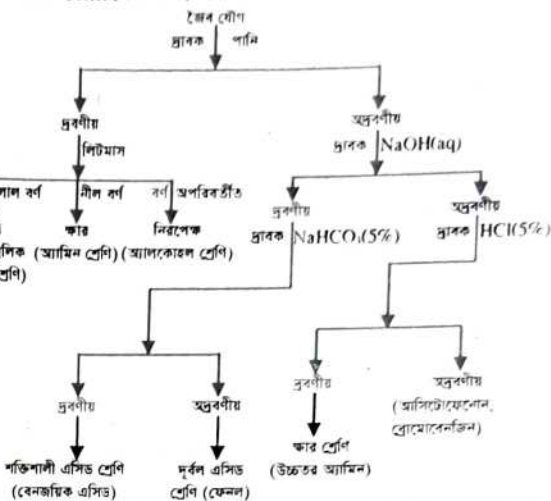 জৈব যৌগ
দ্রাবক পানি
দ্রবণীয় অদ্রবণীয়
লিটমাস দ্রাবক NaOH(aq)
লাল বর্ণ নীল বর্ণ বর্ণ অপরিবর্তীত
দ্রবণীয় অদ্রবণীয়
ক্ষার নিরপেক্ষ
দ্রাবক NaHCO₃(5%) দ্রাবক HCl(5%)
লিক (অ্যামিন শ্রেণি) (অ্যালকোহল শ্রেণি)
শ্রেণি)
দ্রবণীয় অদ্রবণীয়
দ্রবণীয় অদ্রবণীয়
(অ্যাসিটোফেনোন,
ব্রোমোবেনজিন)
ক্ষার শ্রেণি
(উচ্চতর অ্যামিন)
শক্তিশালী এসিড শ্রেণি দুর্বল এসিড
(বেনজয়িক এসিড) শ্রেণি (ফেনল)